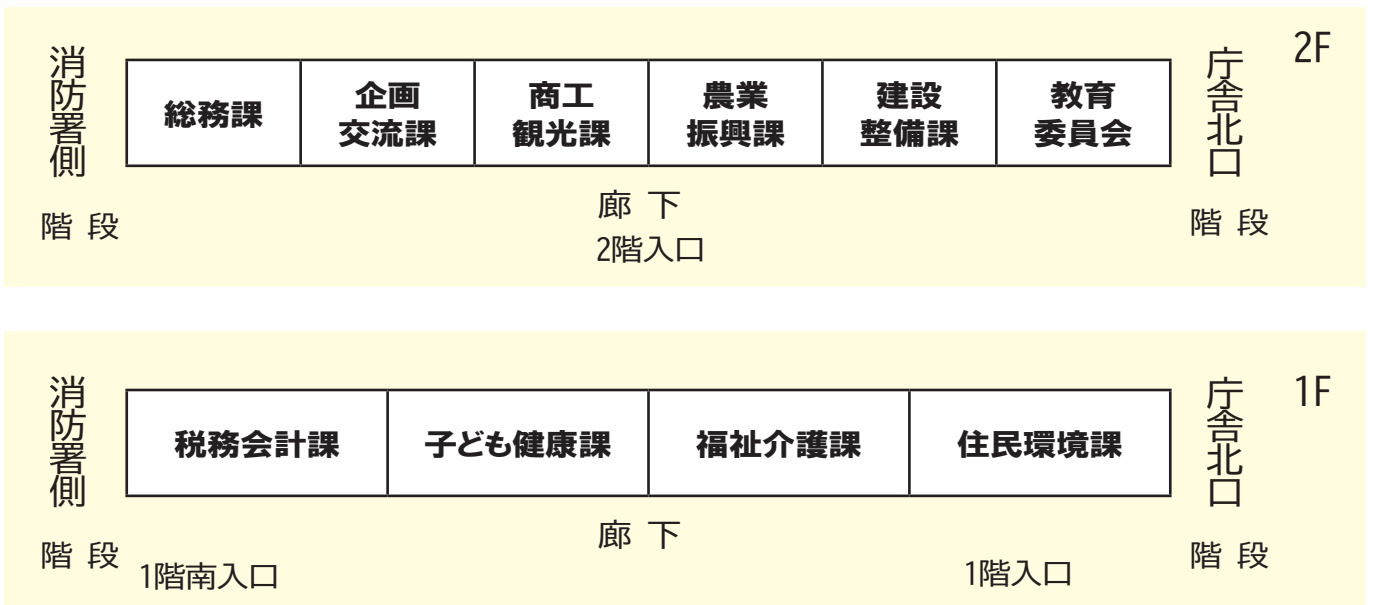 2F
消防署側
総務課
企画
交流課
商工
観光課
農業
振興課
建設
整備課
教育
委員会
庁舎北口
階段
廊下
2階入口
階段
1F
消防署側
税務会計課
子ども健康課
福祉介護課
住民環境課
庁舎北口
階段
1階南入口
廊下
1階入口
階段